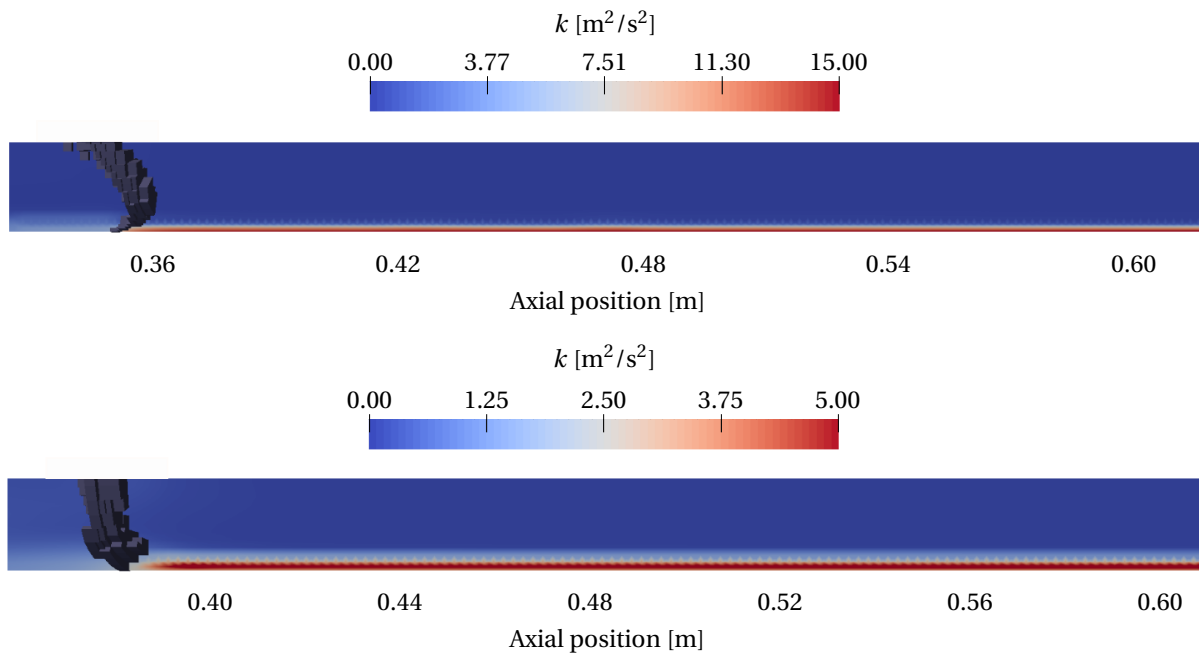 k [m²/s²]
0.00 3.77 7.51 11.30 15.00
0.36 0.42 0.48 0.54 0.60
Axial position [m]
k [m²/s²]
0.00 1.25 2.50 3.75 5.00
0.40 0.44 0.48 0.52 0.56 0.60
Axial position [m]